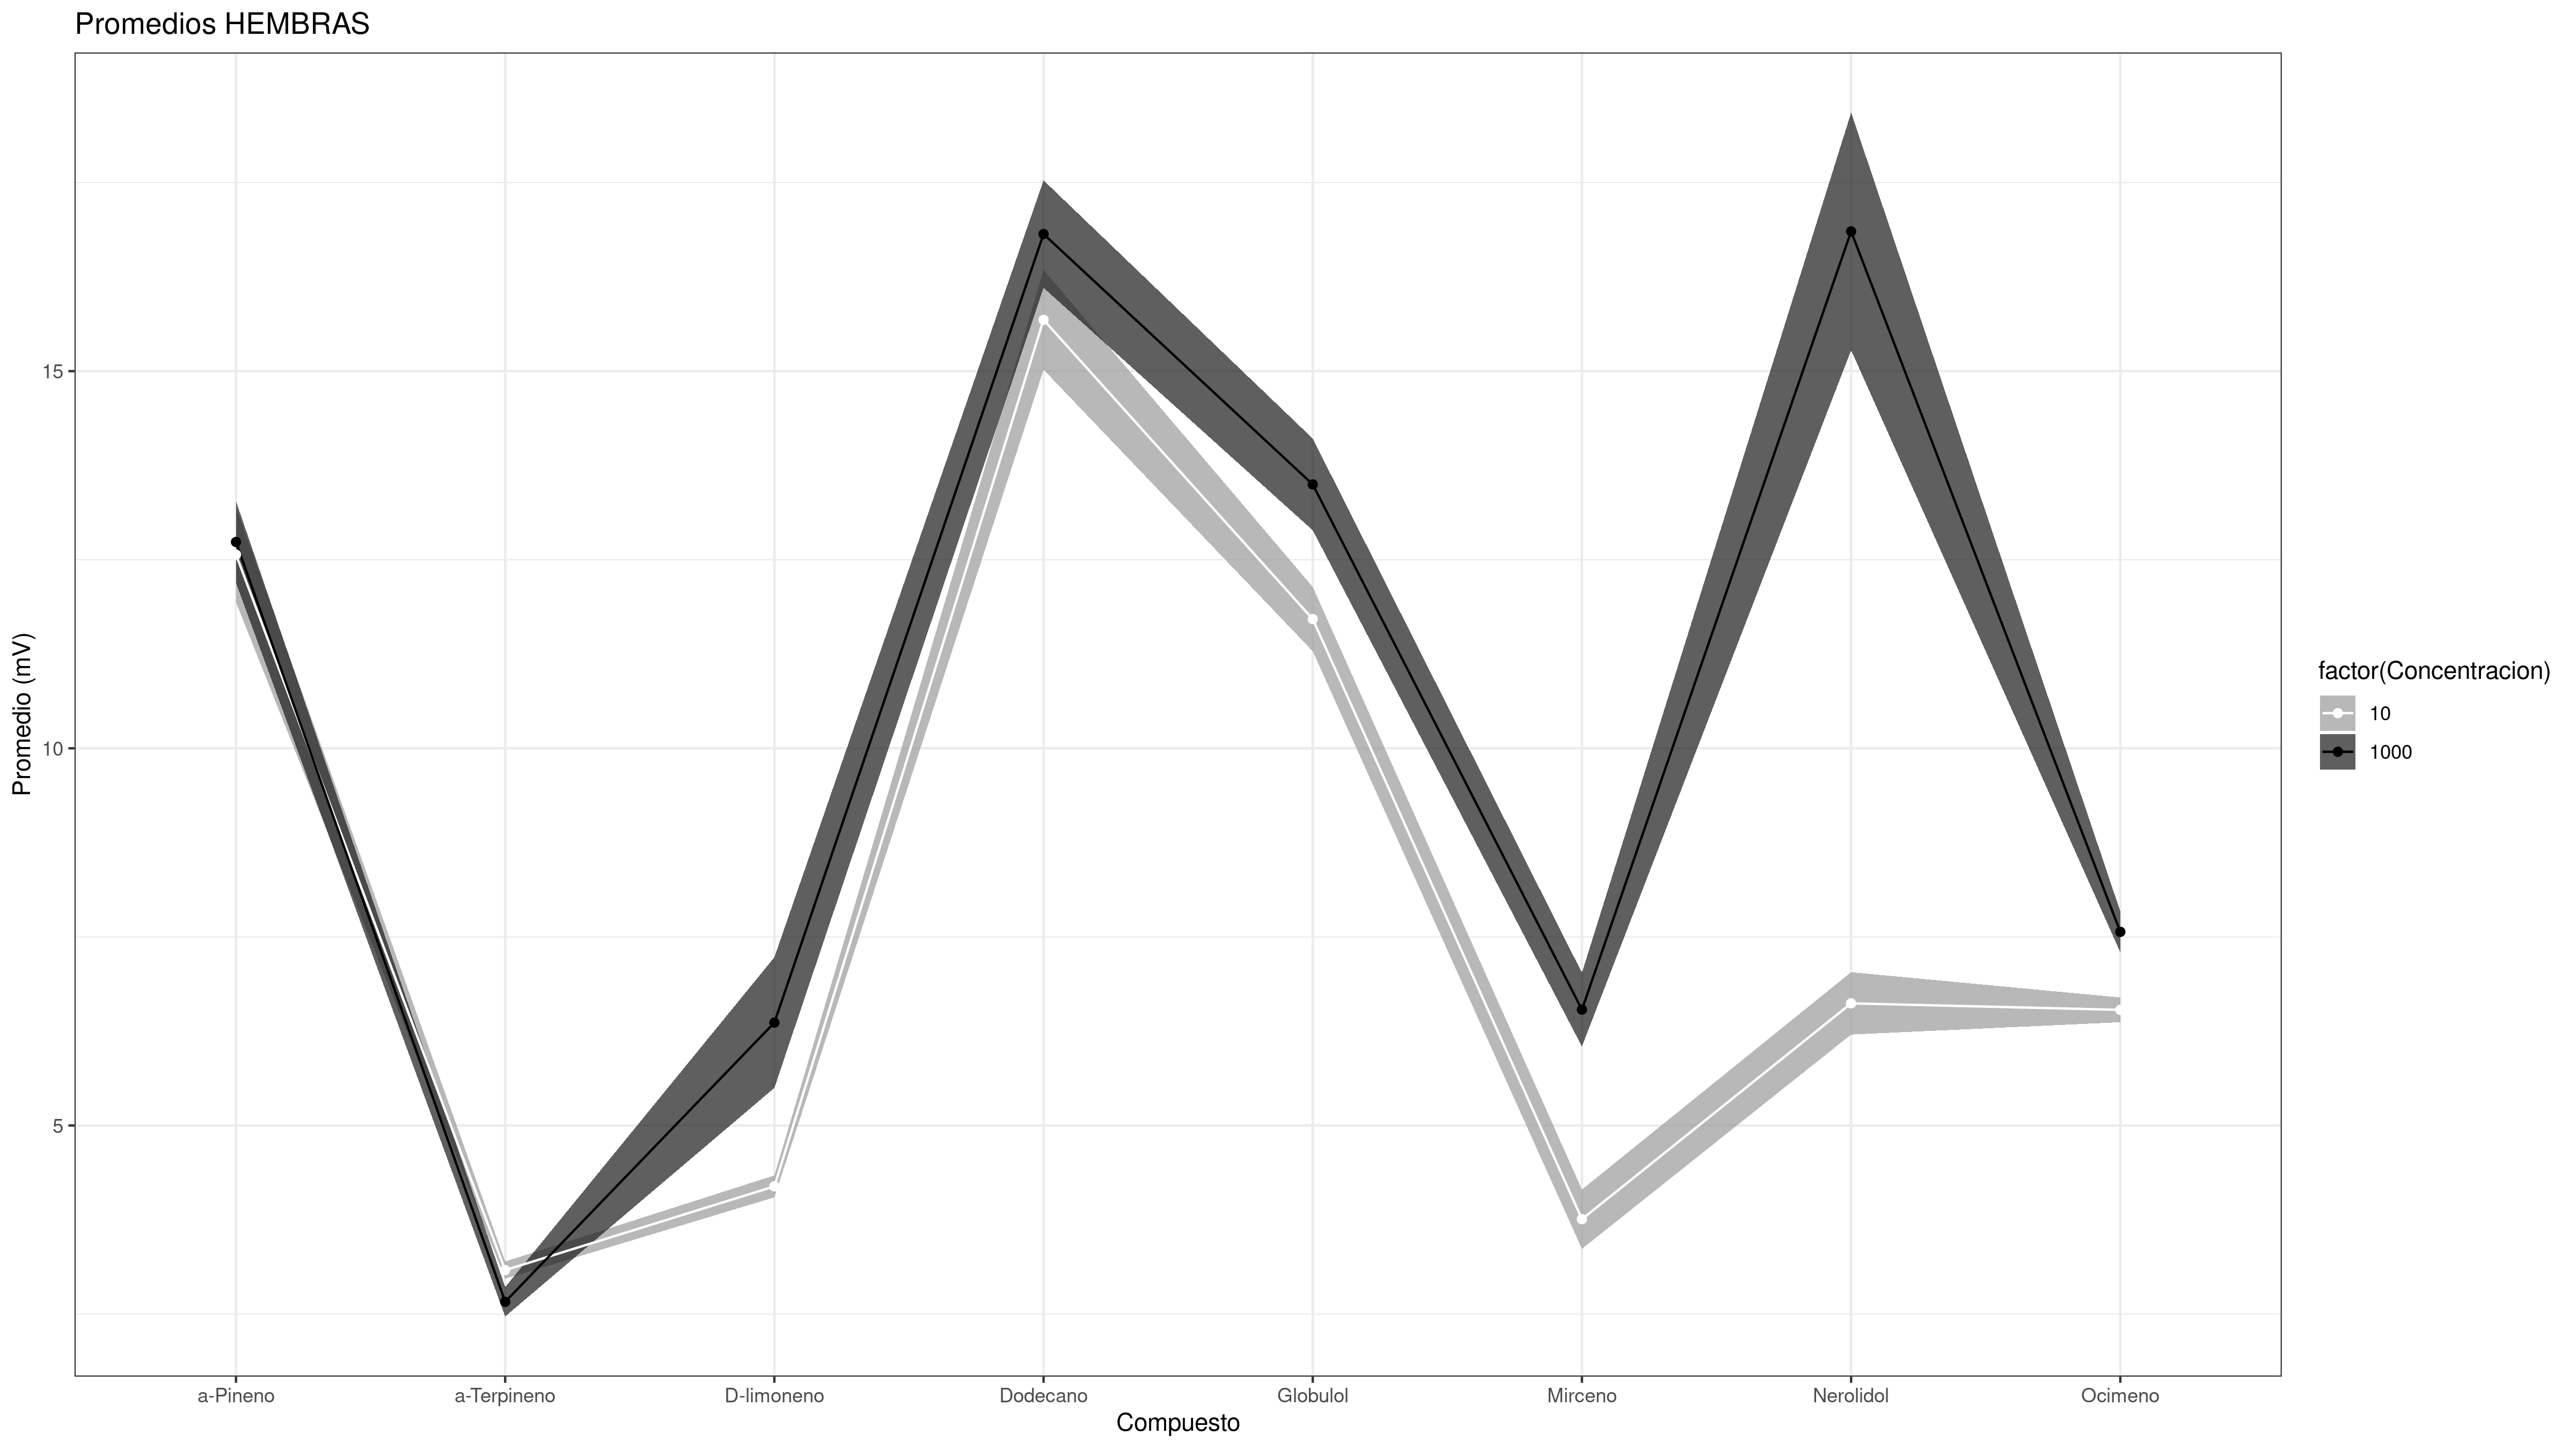 Promedios HEMBRAS
Promedio (mV)
15
10
5
a-Pineno
a-Terpineno
D-limoneno
Dodecano
Globulol
Mirceno
Nerolidol
Ocimeno
Compuesto
factor(Concentracion)
10
1000